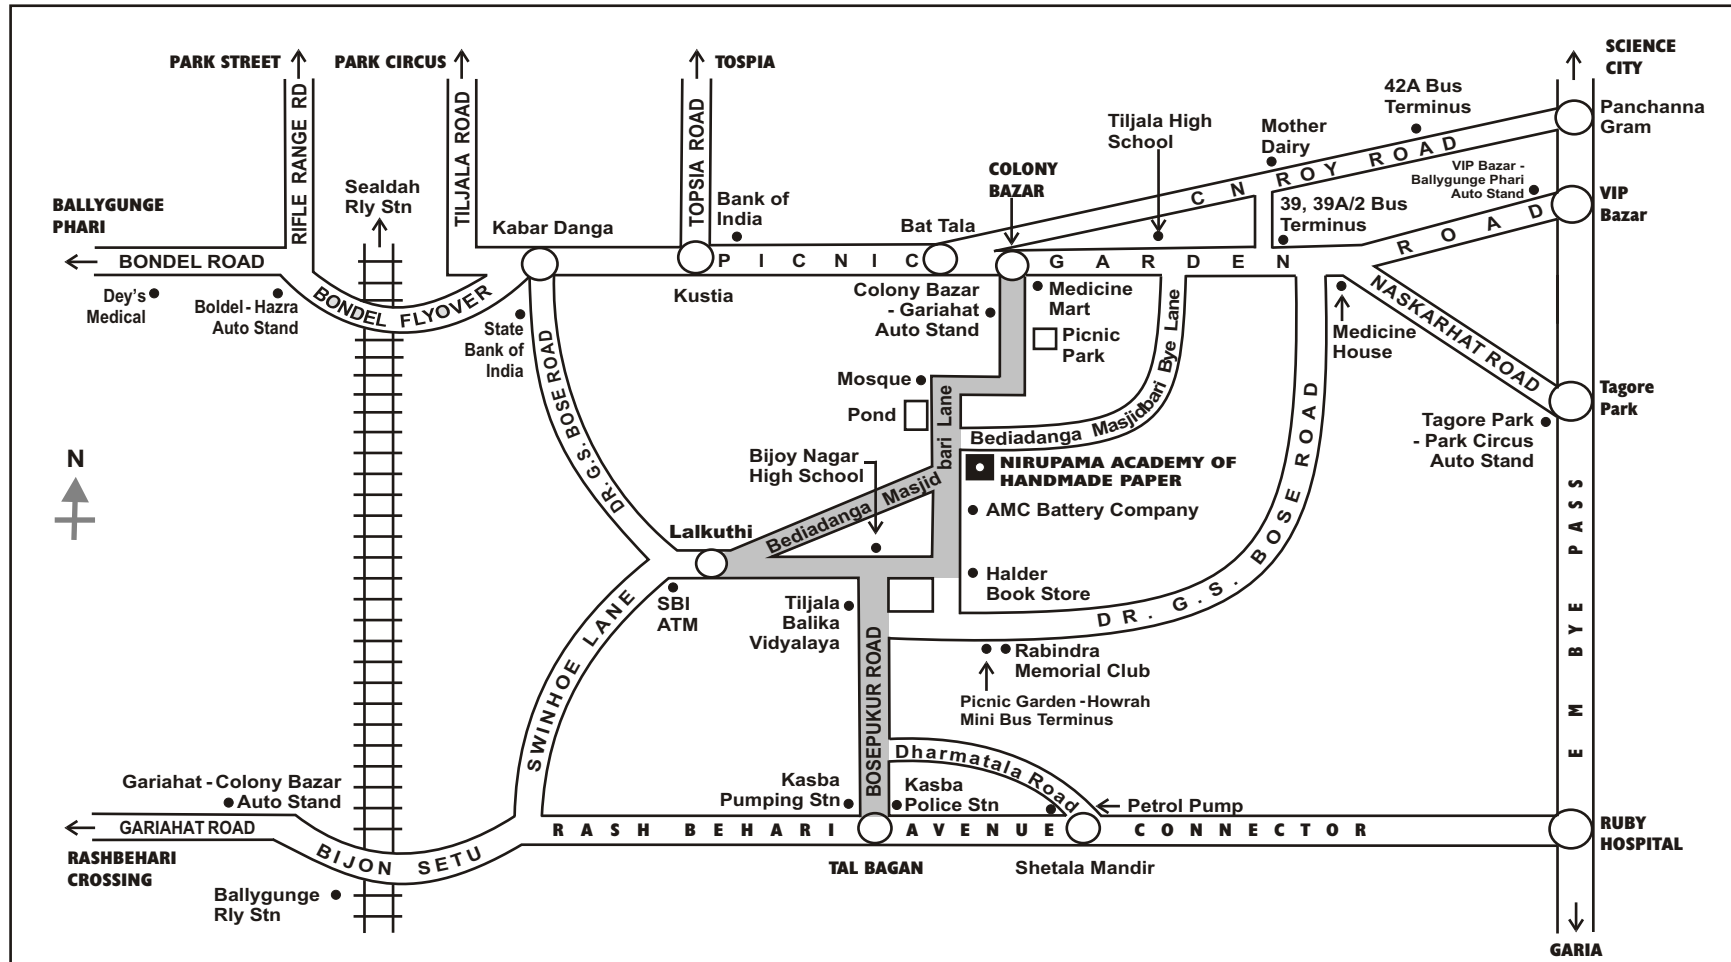 PARK STREET
PARK CIRCUS
TOSPIA
SCIENCE
CITY
RIFLE RANGE RD
TILJALA ROAD
TOPSIA ROAD
42A Bus
Terminus
Panchanna
Gram
Tiljala High
School
Mother
Dairy
CN ROY ROAD
VIP Bazar -
Ballygunge Phari
Auto Stand
VIP
Bazar
BALLYGUNGE
PHARI
Sealdah
Rly Stn
COLONY
BAZAR
Bank of
India
39, 39A/2 Bus
Terminus
Kabar Danga
Bat Tala
BONDEL ROAD
PICNIC GARDEN ROAD
Dey's
Medical
Boldel - Hazra
Auto Stand
BONDEL FLYOVER
Kustia
Colony Bazar
- Gariahat
Auto Stand
Medicine
Mart
Picnic
Park
State
Bank of
India
DR. G.S. BOSE ROAD
Bediadanga Masjidbari Bye Lane
Medicine
House
NASKARHAT ROAD
Mosque
Pond
Tagore
Park
Tagore Park
- Park Circus
Auto Stand
N
Bijoy Nagar
High School
Bediadanga Masjid bari Lane
NIRUPAMA ACADEMY OF
HANDMADE PAPER
AMC Battery Company
DR. G.S. BOSE ROAD
EM BYE PASS
Lalkuthi
SBI
ATM
Tiljala
Balika
Vidyalaya
Halder
Book Store
SWINHOE LANE
BOSEPUKUR ROAD
Rabindra
Memorial Club
Picnic Garden - Howrah
Mini Bus Terminus
Dharmatala Road
Gariahat - Colony Bazar
Auto Stand
Kasba
Pumping Stn
Kasba
Police Stn
Petrol Pump
GARIAHAT ROAD
BIJON SETU
RASH BEHARI AVENUE CONNECTOR
RUBY
HOSPITAL
RASHBEHARI
CROSSING
TAL BAGAN
Shetala Mandir
Ballygunge
Rly Stn
GARIA